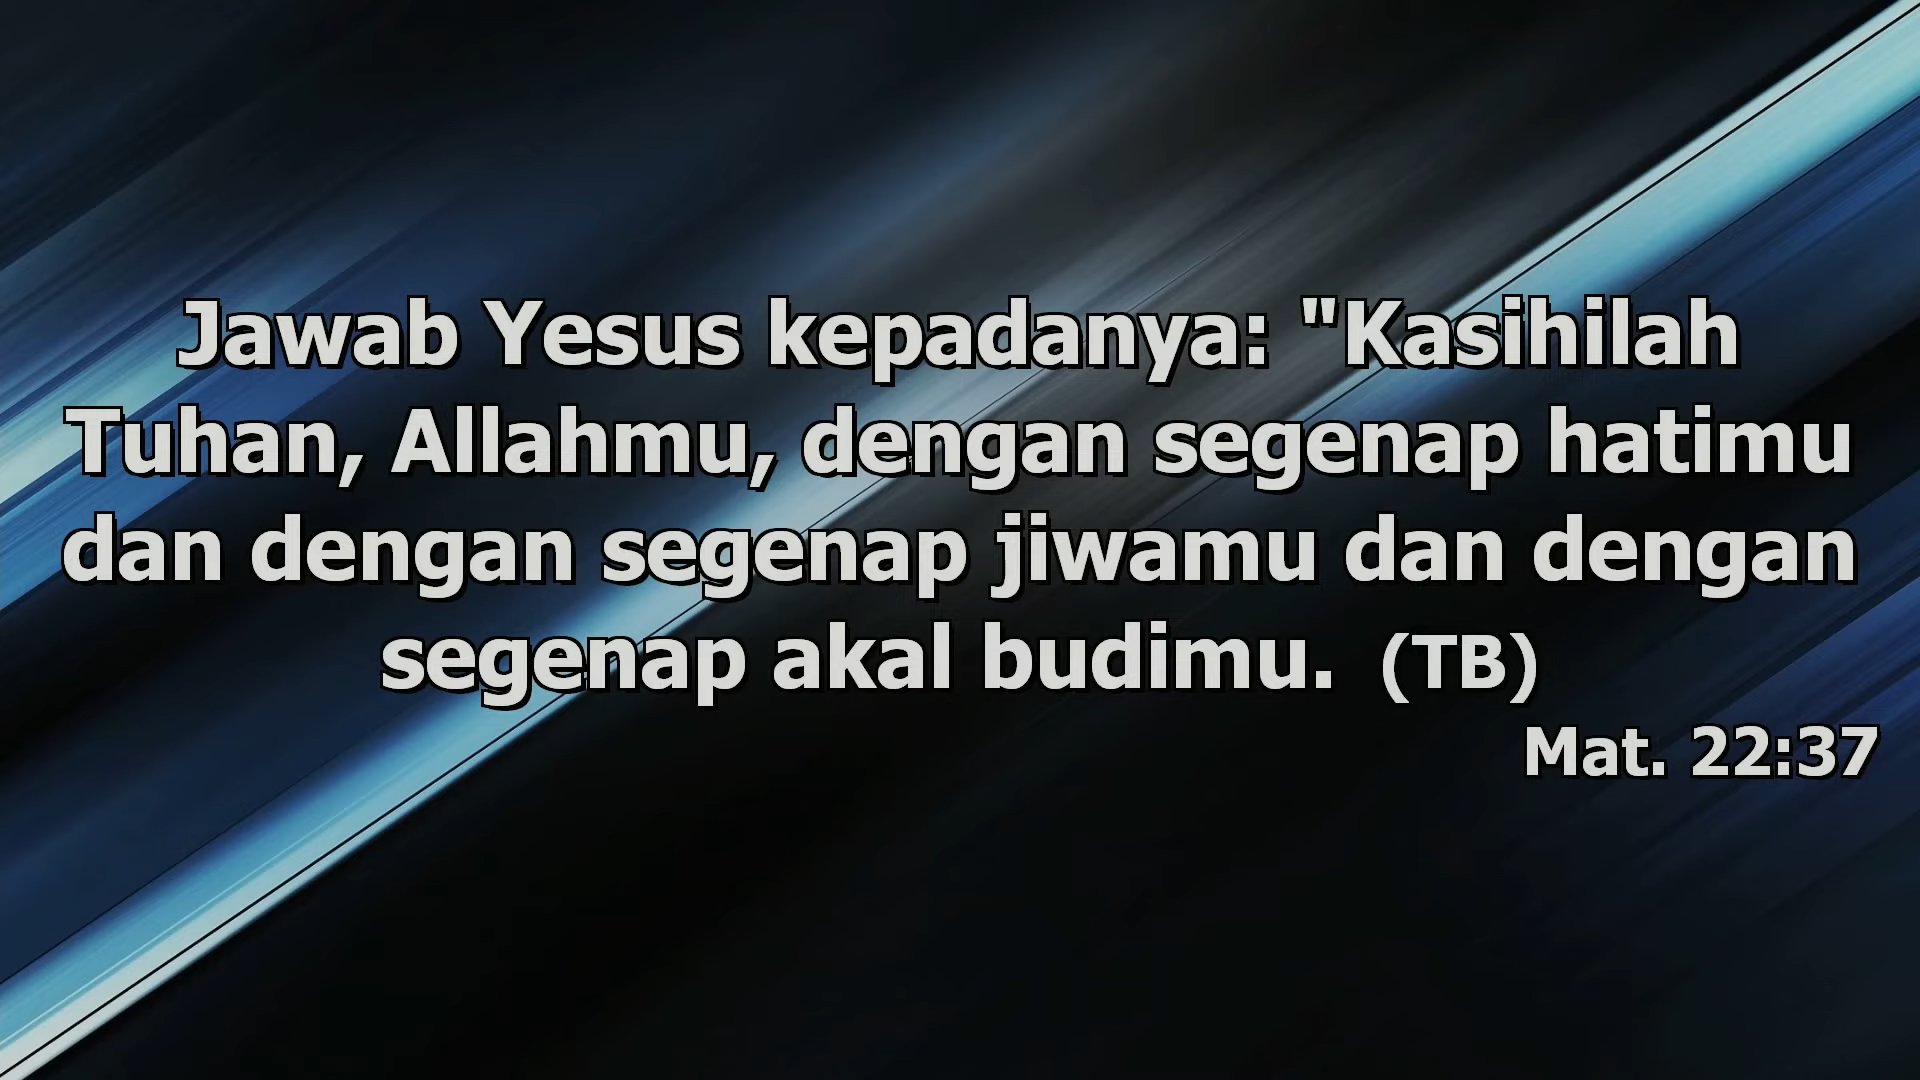 Jawab Yesus kepadanya: "Kasihilah
Tuhan, Allahmu, dengan segenap hatimu
dan dengan segenap jiwamu dan dengan
segenap akal budimu. (TB)
Mat. 22:37